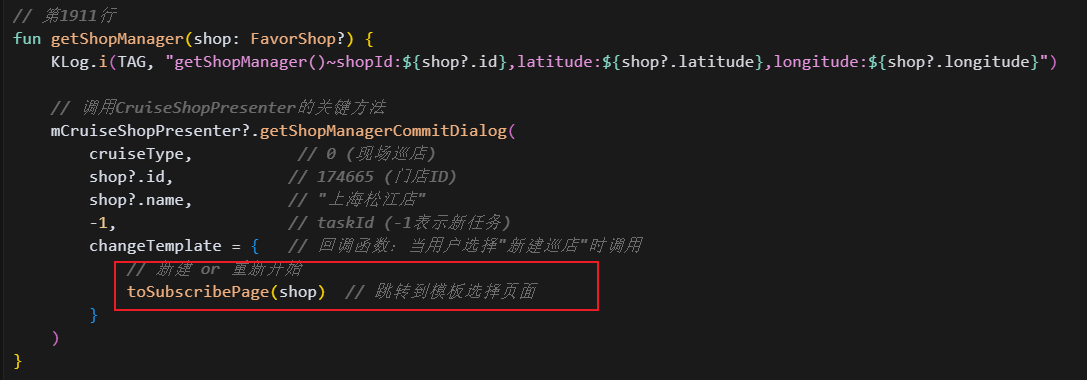 // 第1911行
fun getShopManager(shop: FavorShop?) {
    KLog.i(TAG, "getShopManager()~shopId:${shop?.id},latitude:${shop?.latitude},longitude:${shop?.longitude}")
    // 调用CruiseShopPresenter的关键方法
    mCruiseShopPresenter?.getShopManagerCommitDialog(
        cruiseType,           // 0 (现场巡店)
        shop?.id,            // 174665 (门店ID)
        shop?.name,          // "上海松江店"
        -1,                  // taskId (-1表示新任务)
        changeTemplate = {   // 回调函数: 当用户选择"新建巡店"时调用
            // 新建 or 重新开始
            toSubscribePage(shop)  // 跳转到模板选择页面
        }
    )
}